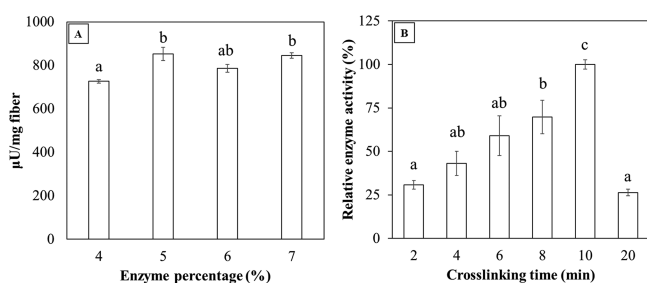 A
1000
800
600
400
200
0
µU/mg fiber
a
b
ab
b
4 5 6 7
Enzyme percentage (%)
B
125
100
75
50
25
0
Relative enzyme activity (%)
a
ab
ab
b
c
a
2 4 6 8 10 20
Crosslinking time (min)